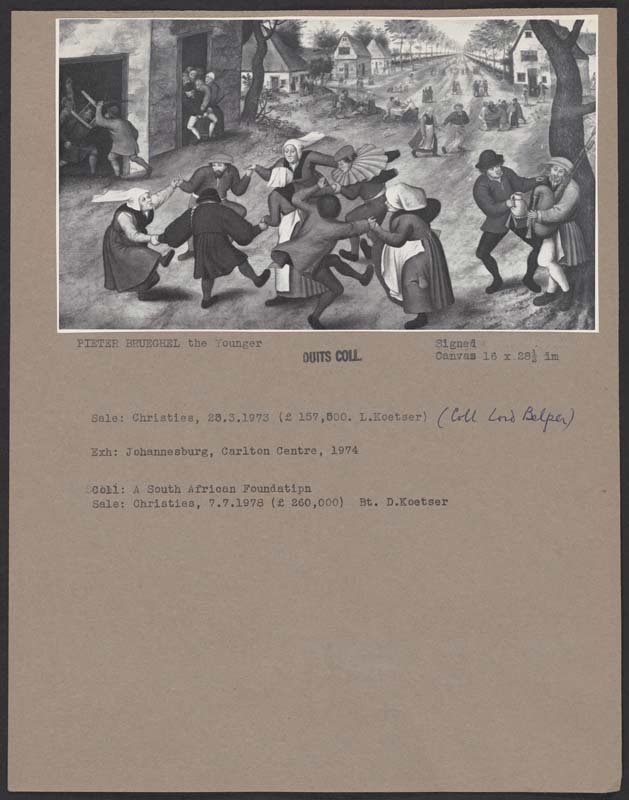 PIETER BRUEGHEL the Younger
DUITS COLL.
Signed
Canvas 16 x 28½ im
Sale: Christies, 23.3.1973 (£ 157,500. L.Koetser) (Coll Lord Belper)
Exh: Johannesburg, Carlton Centre, 1974
Coll: A South African Foundatipn
Sale: Christies, 7.7.1978 (£ 260,000) Bt. D.Koetser